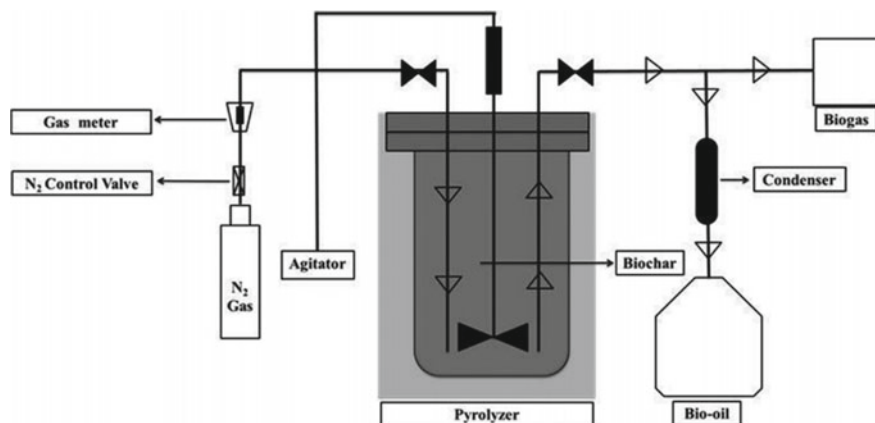 Gas meter
N₂ Control Valve
N₂
Gas
Agitator
Biochar
Pyrolyzer
Biogas
Condenser
Bio-oil